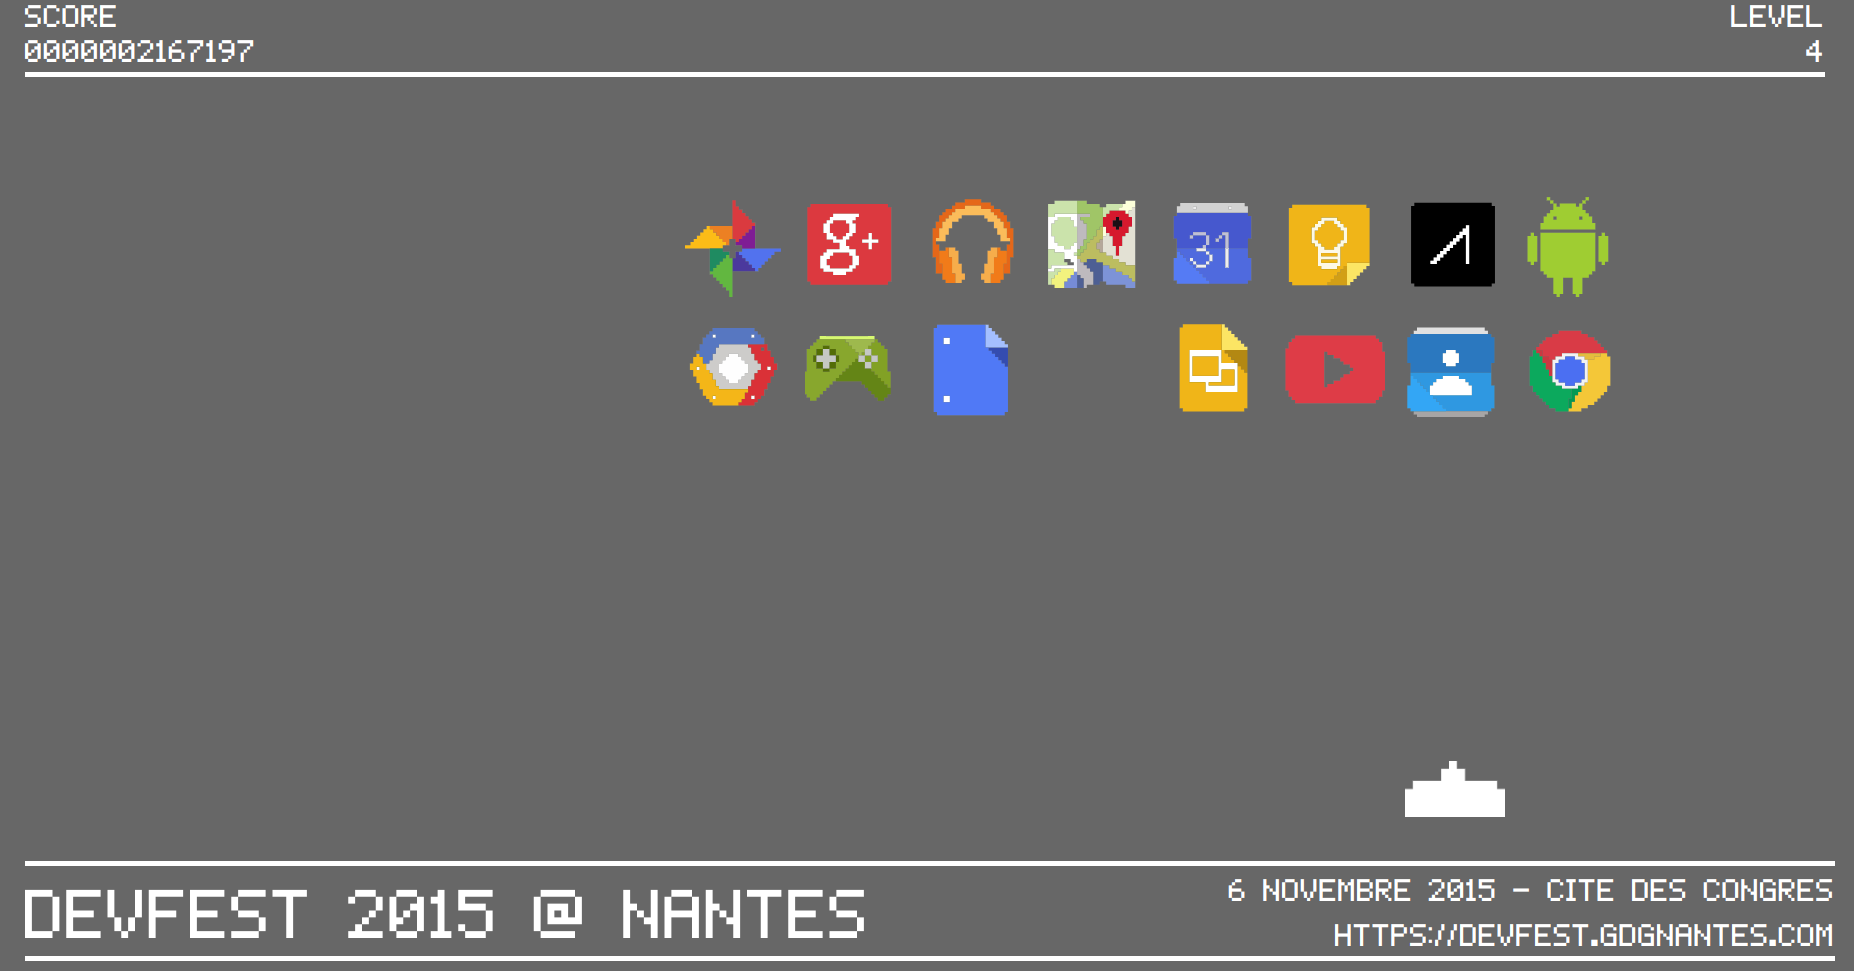 SCORE
0000002167197
LEVEL
4
g+
31
DEVFEST 2015 @ NANTES
6 NOVEMBRE 2015 - CITE DES CONGRES
HTTPS://DEVFEST.GDGNANTES.COM